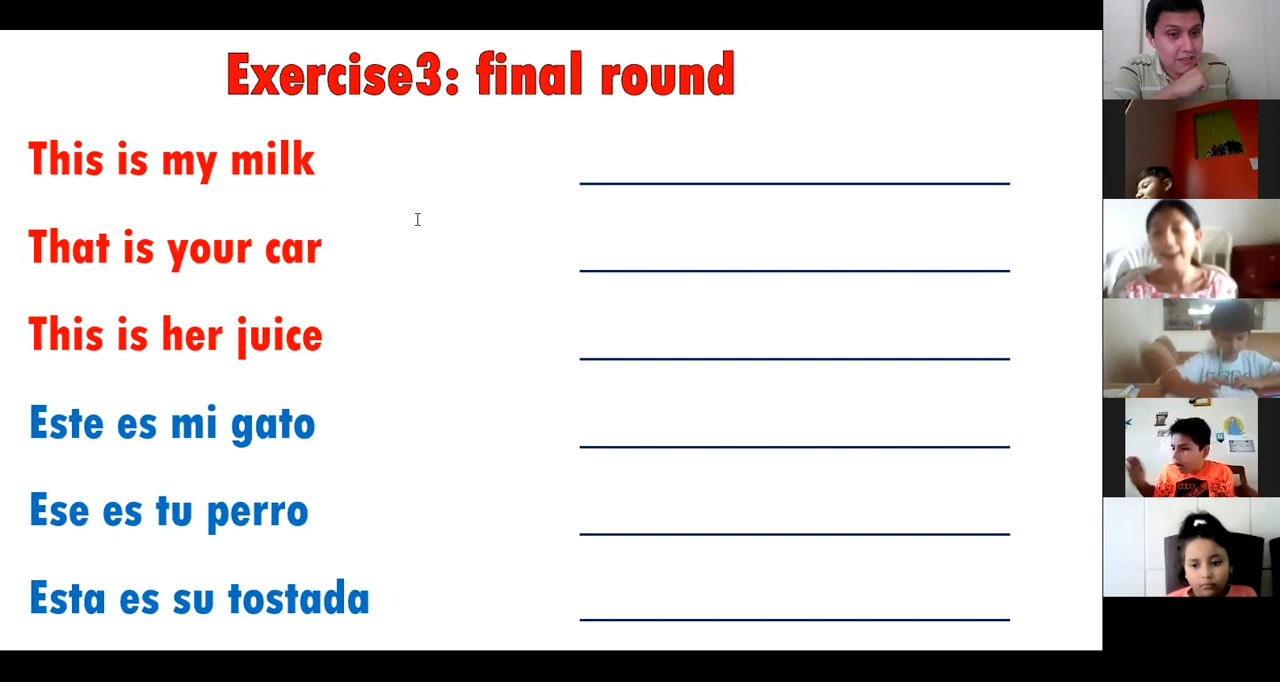 Exercise3: final round
This is my milk
That is your car
This is her juice
Este es mi gato
Ese es tu perro
Esta es su tostada